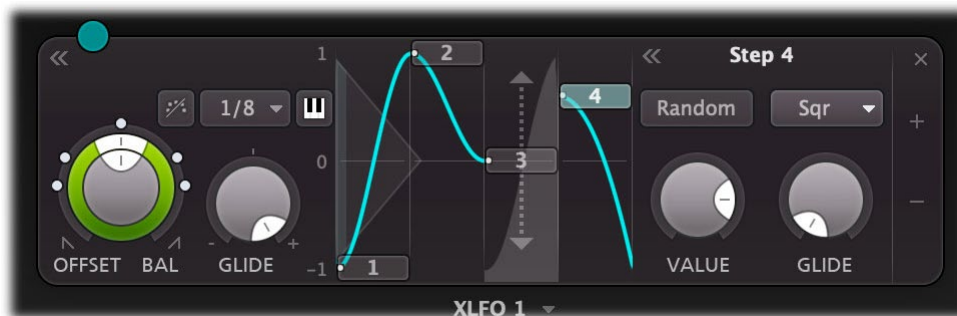 Step 4
1
2
1/8
4
Random
Sqr
0
3
- +
OFFSET BAL
GLIDE
-1
1
VALUE
GLIDE
XLFO 1